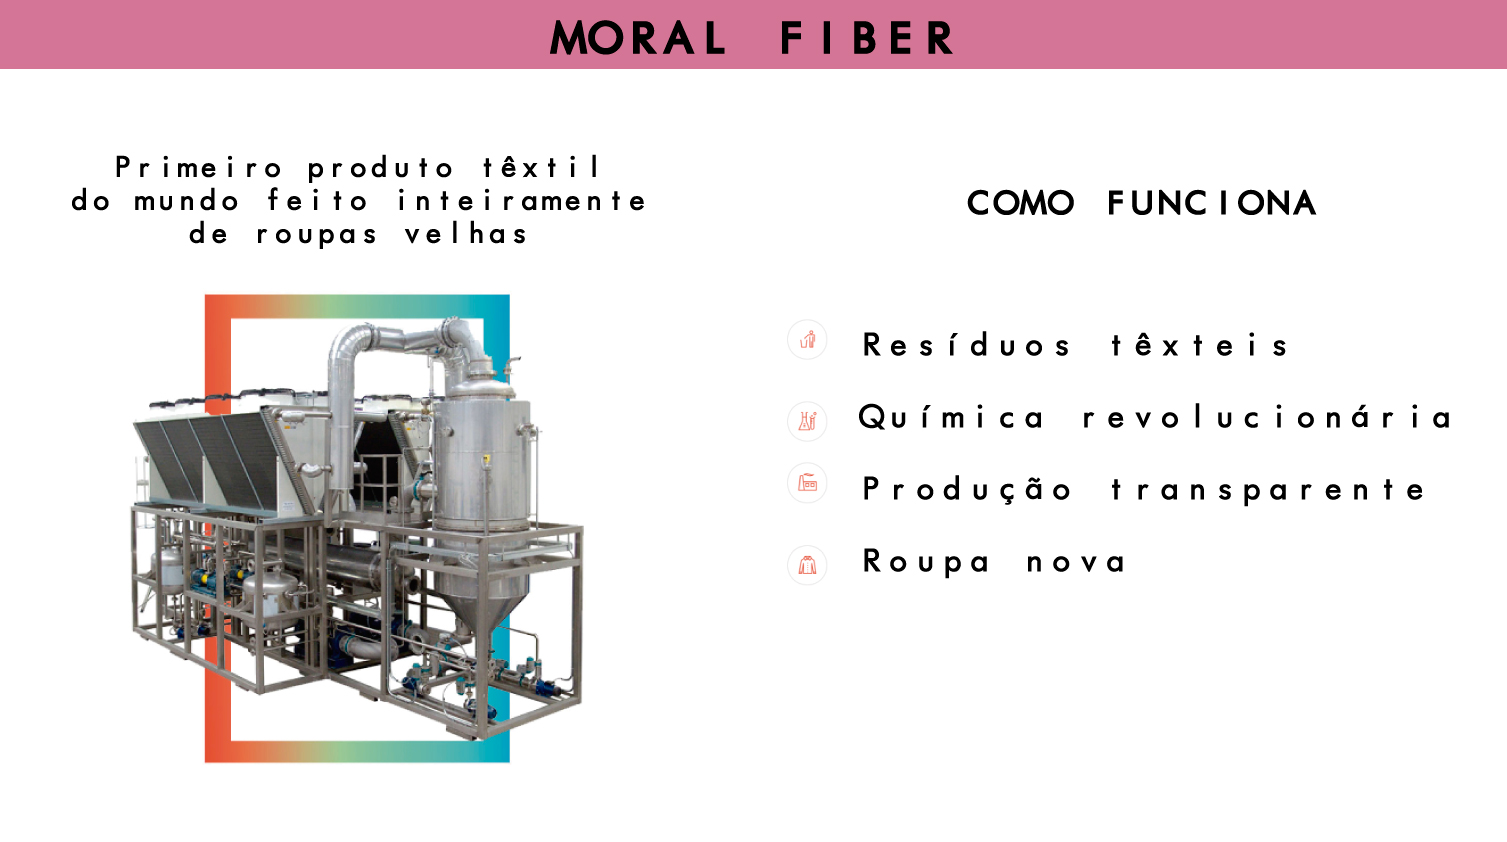 MORAL FIBER
Primeiro produto têxtil
do mundo feito inteiramente
de roupas velhas
COMO FUNCIONA
Resíduos têxteis
Química revolucionária
Produção transparente
Roupa nova